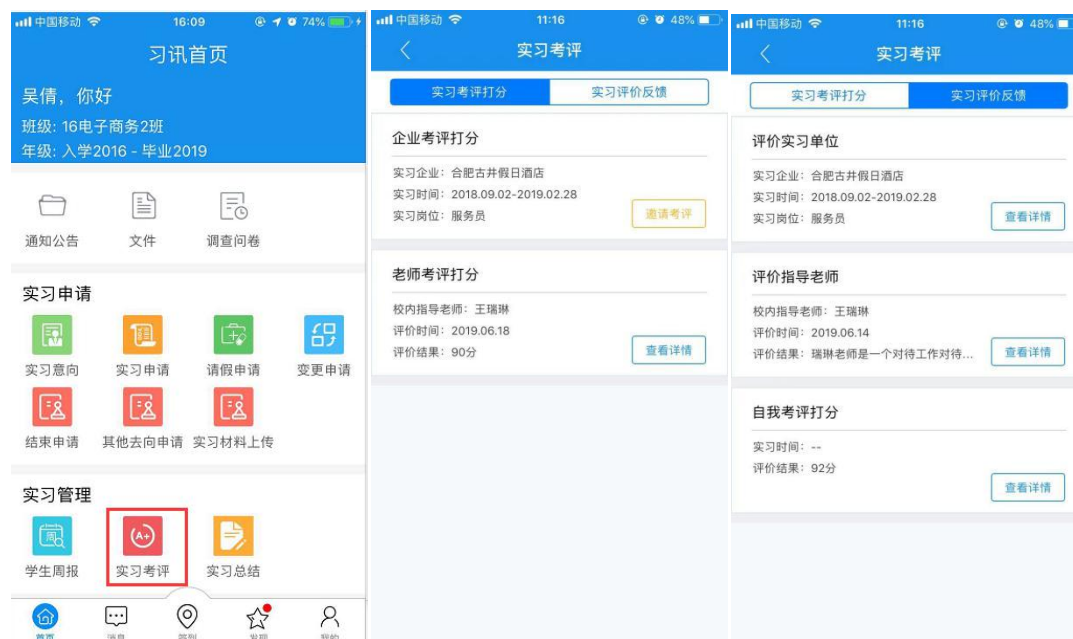 中国移动 16:09 74%
习讯首页
吴倩，你好
班级: 16电子商务2班
年级: 入学2016 - 毕业2019
通知公告 文件 调查问卷
实习申请
实习意向 实习申请 请假申请 变更申请
结束申请 其他去向申请 实习材料上传
实习管理
周 A+
学生周报 实习考评 实习总结
中国移动 11:16 48%
实习考评
实习考评打分 实习评价反馈
企业考评打分
实习企业：合肥古井假日酒店
实习时间：2018.09.02-2019.02.28
实习岗位：服务员 邀请考评
老师考评打分
校内指导老师：王瑞琳
评价时间：2019.06.18
评价结果：90分 查看详情
中国移动 11:16 48%
实习考评
实习考评打分 实习评价反馈
评价实习单位
实习企业：合肥古井假日酒店
实习时间：2018.09.02-2019.02.28
实习岗位：服务员 查看详情
评价指导老师
校内指导老师：王瑞琳
评价时间：2019.06.14
评价结果：瑞琳老师是一个对待工作对待... 查看详情
自我考评打分
实习时间：--
评价结果：92分
查看详情